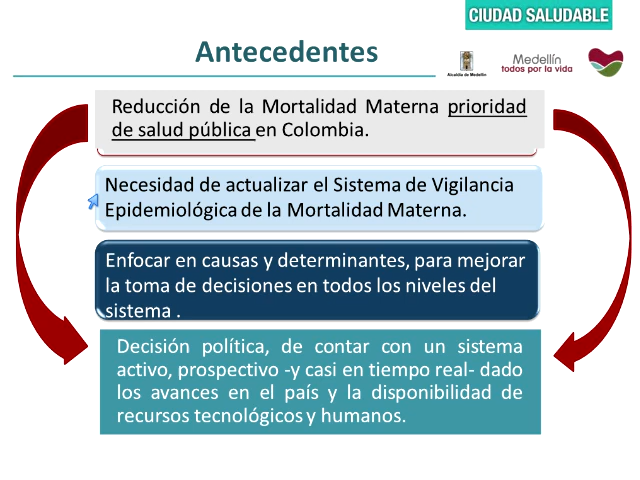 CIUDAD SALUDABLE
Antecedentes
Alcaldía de Medellín
Medellín
todos por la vida
Reducción de la Mortalidad Materna prioridad
de salud pública en Colombia.
Necesidad de actualizar el Sistema de Vigilancia
Epidemiológica de la Mortalidad Materna.
Enfocar en causas y determinantes, para mejorar
la toma de decisiones en todos los niveles del
sistema .
Decisión política, de contar con un sistema
activo, prospectivo -y casi en tiempo real- dado
los avances en el país y la disponibilidad de
recursos tecnológicos y humanos.